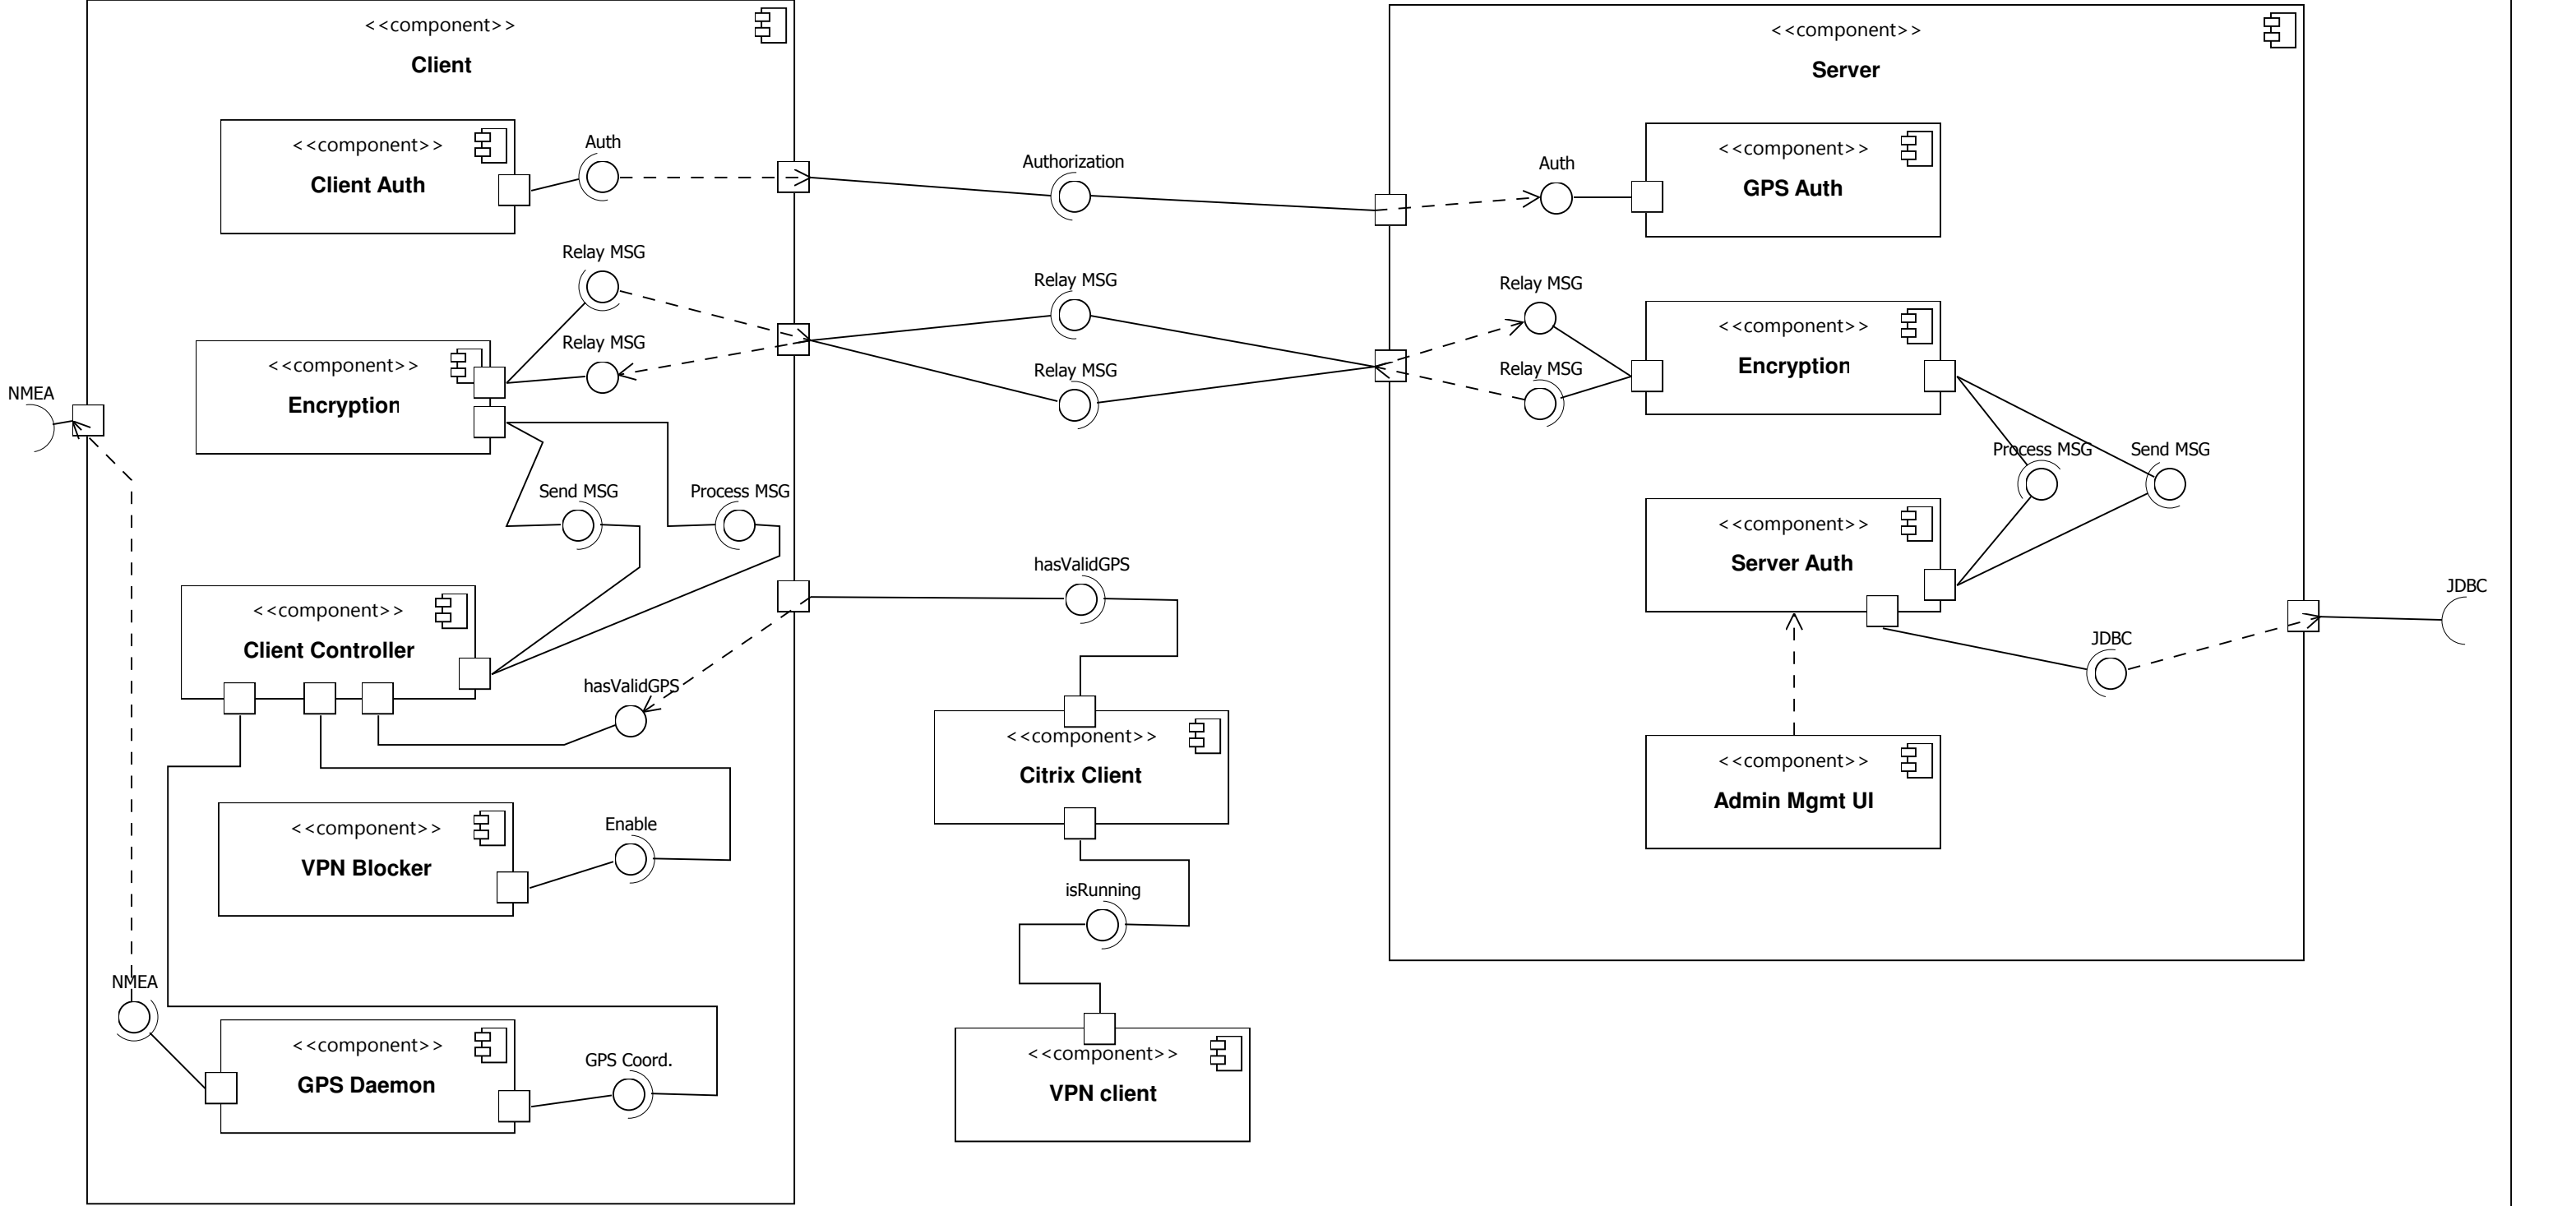 <<component>>
Client
<<component>>
Client Auth
Auth
Relay MSG
Relay MSG
<<component>>
Encryption
NMEA
Send MSG
Process MSG
<<component>>
Client Controller
hasValidGPS
<<component>>
VPN Blocker
Enable
NMEA
<<component>>
GPS Daemon
GPS Coord.
Authorization
Relay MSG
Relay MSG
hasValidGPS
<<component>>
Citrix Client
isRunning
<<component>>
VPN client
<<component>>
Server
Auth
<<component>>
GPS Auth
Relay MSG
Relay MSG
<<component>>
Encryption
Process MSG
Send MSG
<<component>>
Server Auth
JDBC
JDBC
<<component>>
Admin Mgmt UI